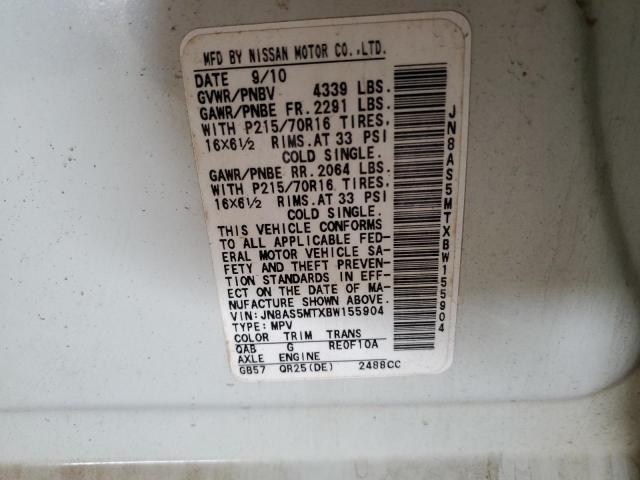 MFD BY NISSAN MOTOR CO.,LTD.
DATE 9/10
GVWR/PNBV 4339 LBS.
GAWR/PNBE FR. 2291 LBS.
WITH P215/70R16 TIRES,
16X6½ RIMS. AT 33 PSI
COLD SINGLE.
GAWR/PNBE RR. 2064 LBS.
WITH P215/70R16 TIRES,
16X6½ RIMS. AT 33 PSI
COLD SINGLE.
THIS VEHICLE CONFORMS
TO ALL APPLICABLE FED-
ERAL MOTOR VEHICLE SA-
FETY AND THEFT PREVEN-
TION STANDARDS IN EFF-
ECT ON THE DATE OF MA-
NUFACTURE SHOWN ABOVE.
VIN: JN8AS5MTXBW155904
TYPE: MPV
COLOR TRIM TRANS
QAB G RE0F10A
AXLE ENGINE
GB57 QR25(DE) 2488CC
JN8AS5MTXBW155904